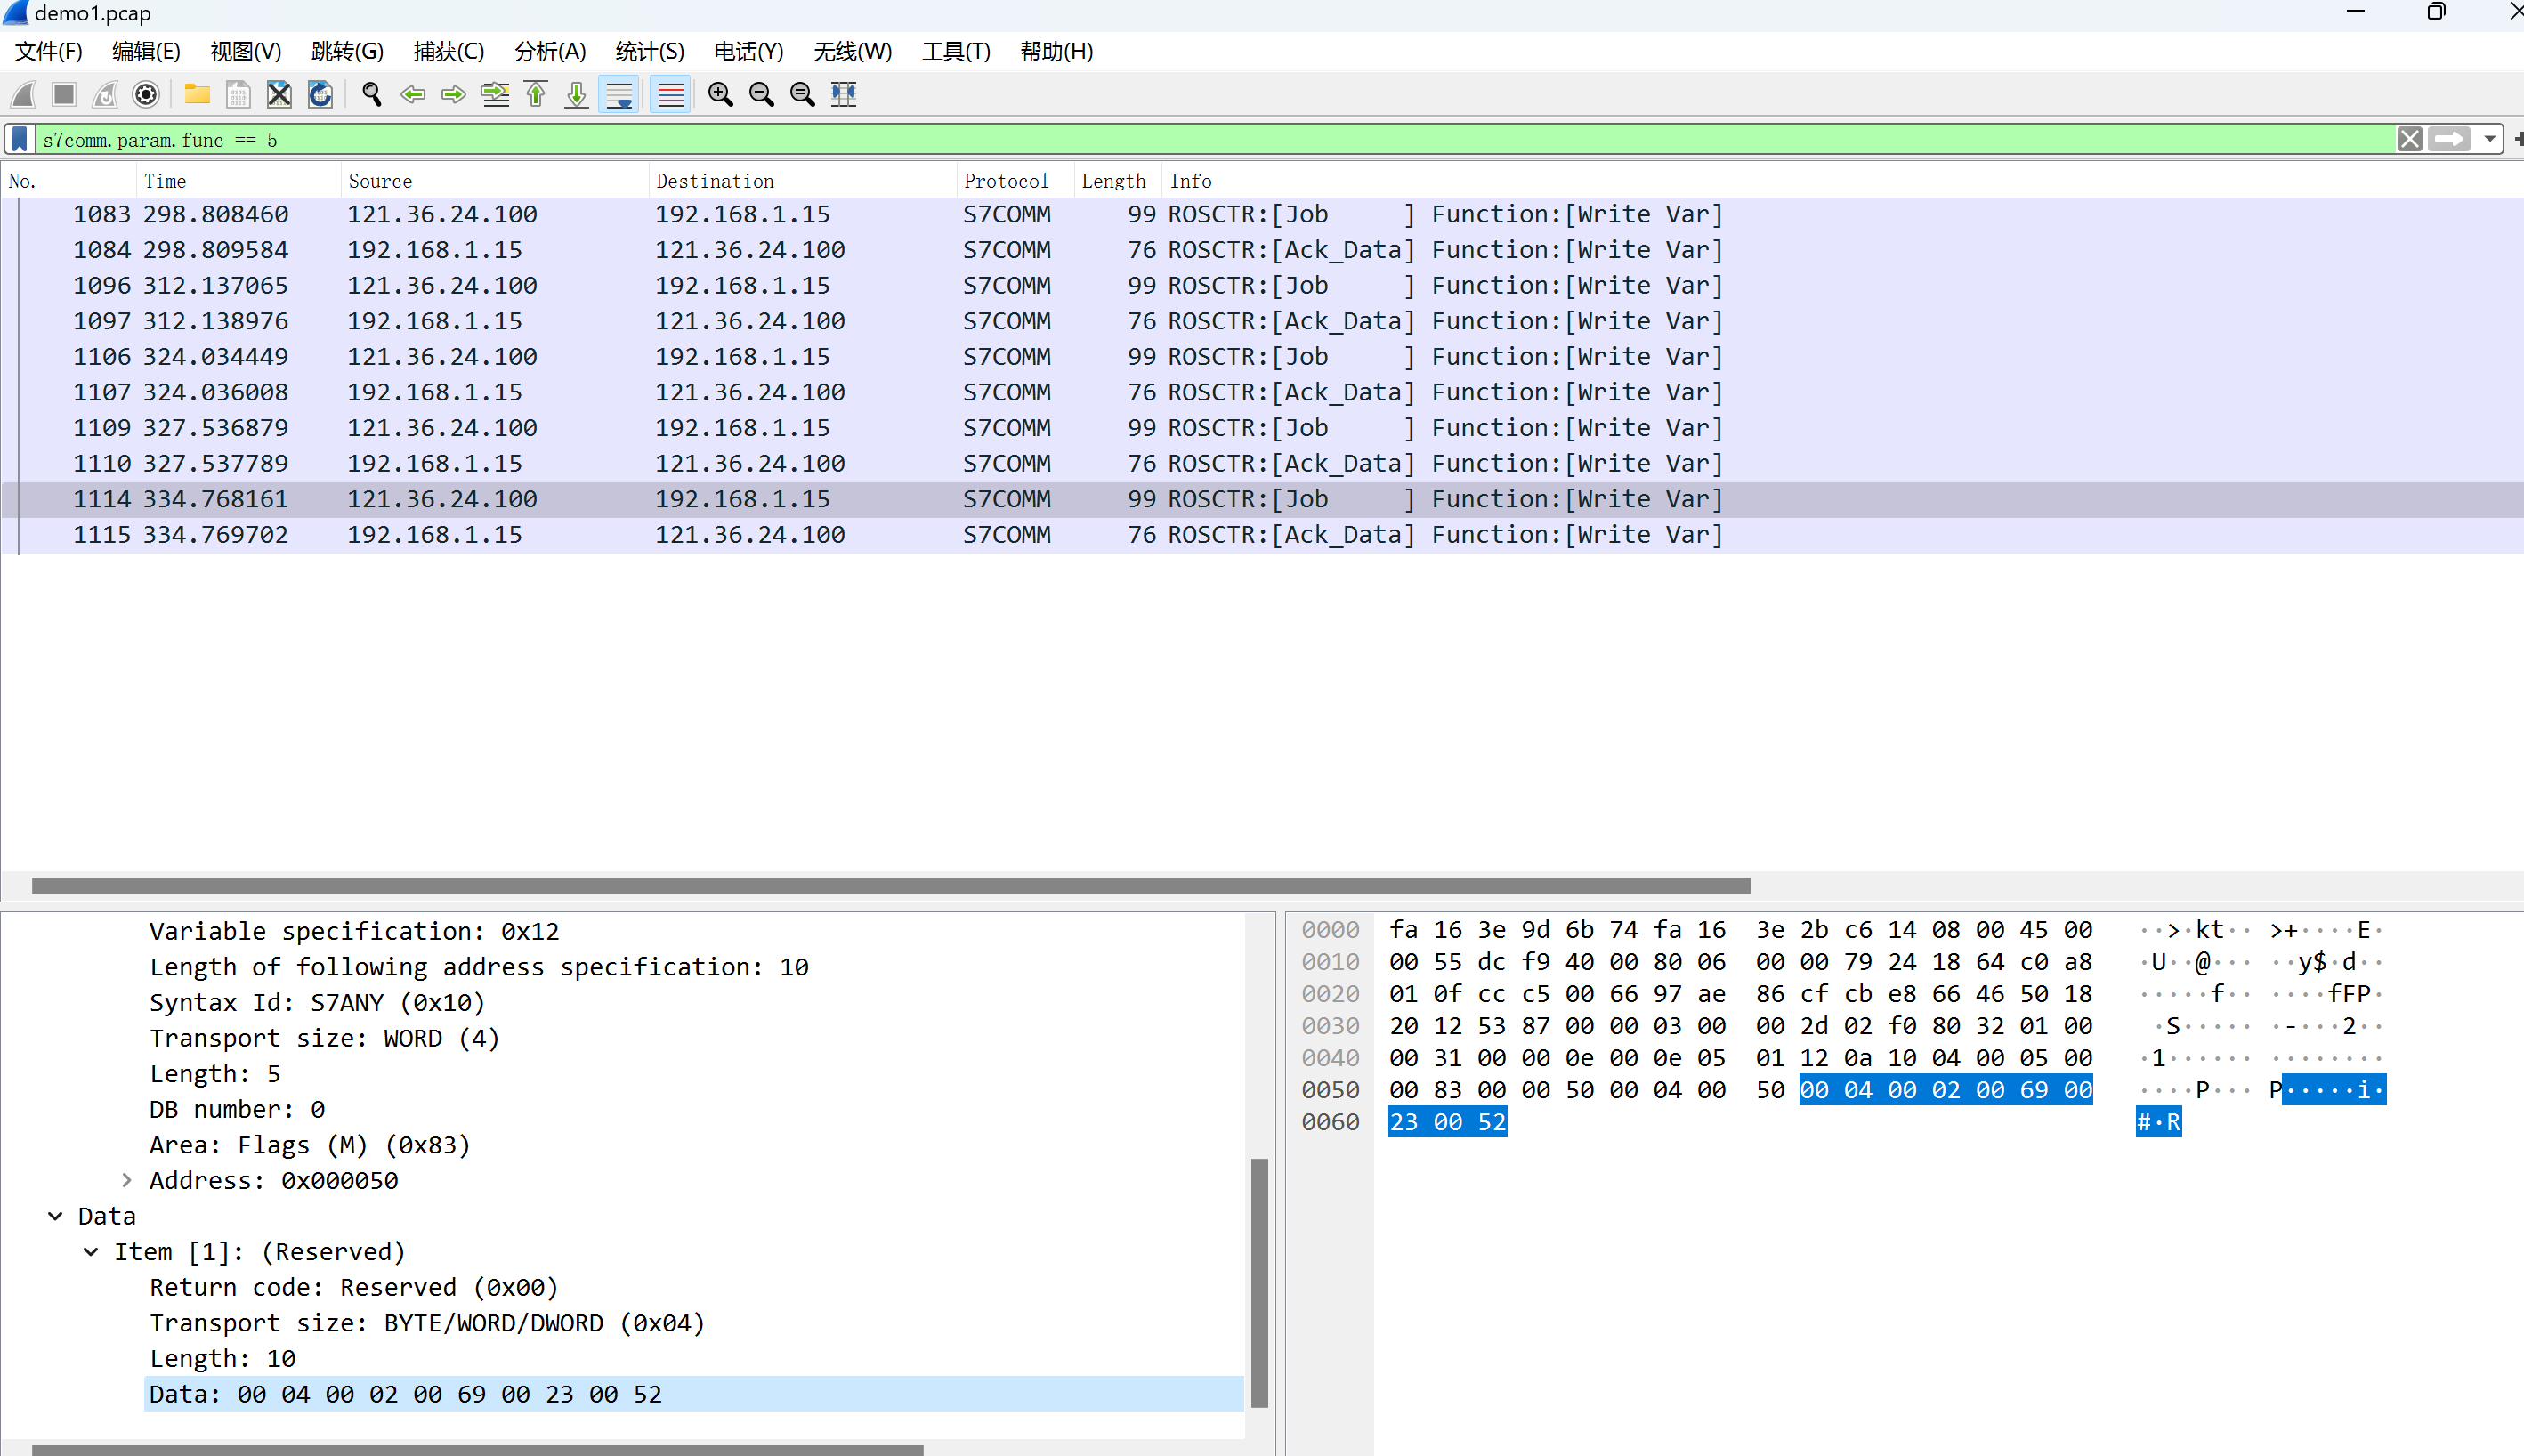 demo1.pcap
文件(F) 编辑(E) 视图(V) 跳转(G) 捕获(C) 分析(A) 统计(S) 电话(Y) 无线(W) 工具(T) 帮助(H)
s7comm.param.func == 5
No. Time Source Destination Protocol Length Info
1083 298.808460 121.36.24.100 192.168.1.15 S7COMM 99 ROSCTR:[Job     ] Function:[Write Var]
1084 298.809584 192.168.1.15 121.36.24.100 S7COMM 76 ROSCTR:[Ack_Data] Function:[Write Var]
1096 312.137065 121.36.24.100 192.168.1.15 S7COMM 99 ROSCTR:[Job     ] Function:[Write Var]
1097 312.138976 192.168.1.15 121.36.24.100 S7COMM 76 ROSCTR:[Ack_Data] Function:[Write Var]
1106 324.034449 121.36.24.100 192.168.1.15 S7COMM 99 ROSCTR:[Job     ] Function:[Write Var]
1107 324.036008 192.168.1.15 121.36.24.100 S7COMM 76 ROSCTR:[Ack_Data] Function:[Write Var]
1109 327.536879 121.36.24.100 192.168.1.15 S7COMM 99 ROSCTR:[Job     ] Function:[Write Var]
1110 327.537789 192.168.1.15 121.36.24.100 S7COMM 76 ROSCTR:[Ack_Data] Function:[Write Var]
1114 334.768161 121.36.24.100 192.168.1.15 S7COMM 99 ROSCTR:[Job     ] Function:[Write Var]
1115 334.769702 192.168.1.15 121.36.24.100 S7COMM 76 ROSCTR:[Ack_Data] Function:[Write Var]
Variable specification: 0x12
Length of following address specification: 10
Syntax Id: S7ANY (0x10)
Transport size: WORD (4)
Length: 5
DB number: 0
Area: Flags (M) (0x83)
Address: 0x000050
Data
Item [1]: (Reserved)
Return code: Reserved (0x00)
Transport size: BYTE/WORD/DWORD (0x04)
Length: 10
Data: 00 04 00 02 00 69 00 23 00 52
0000 fa 16 3e 9d 6b 74 fa 16 3e 2b c6 14 08 00 45 00 ··>·kt·· >+····E·
0010 00 55 dc f9 40 00 80 06 00 00 79 24 18 64 c0 a8 ·U··@··· ··y$·d··
0020 01 0f cc c5 00 66 97 ae 86 cf cb e8 66 46 50 18 ·····f·· ····fFP·
0030 20 12 53 87 00 00 03 00 00 2d 02 f0 80 32 01 00 ·S····· ·-···2··
0040 00 31 00 00 0e 00 0e 05 01 12 0a 10 04 00 05 00 ·1······ ········
0050 00 83 00 00 50 00 04 00 50 00 04 00 02 00 69 00 ····P··· P·····i·
0060 23 00 52 #·R